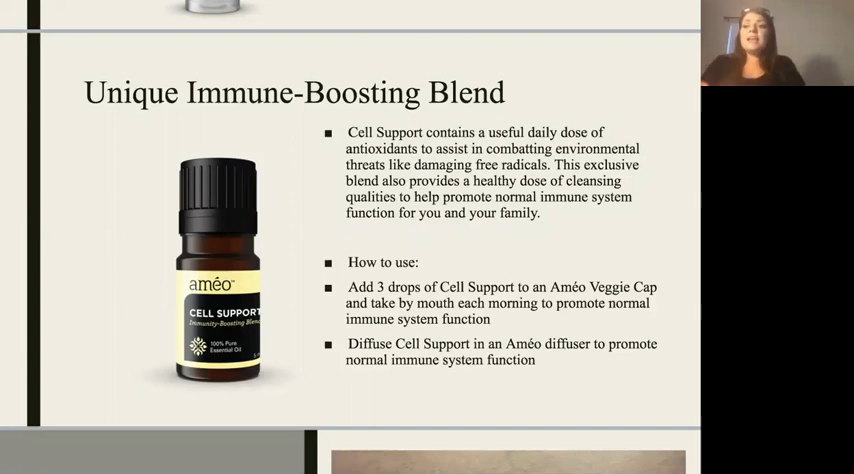 Unique Immune-Boosting Blend
Cell Support contains a useful daily dose of
antioxidants to assist in combatting environmental
threats like damaging free radicals. This exclusive
blend also provides a healthy dose of cleansing
qualities to help promote normal immune system
function for you and your family.
How to use:
Add 3 drops of Cell Support to an Améo Veggie Cap
and take by mouth each morning to promote normal
immune system function
Diffuse Cell Support in an Améo diffuser to promote
normal immune system function
améo™
CELL SUPPORT
Immunity-Boosting Blend
100% Pure
Essential Oil